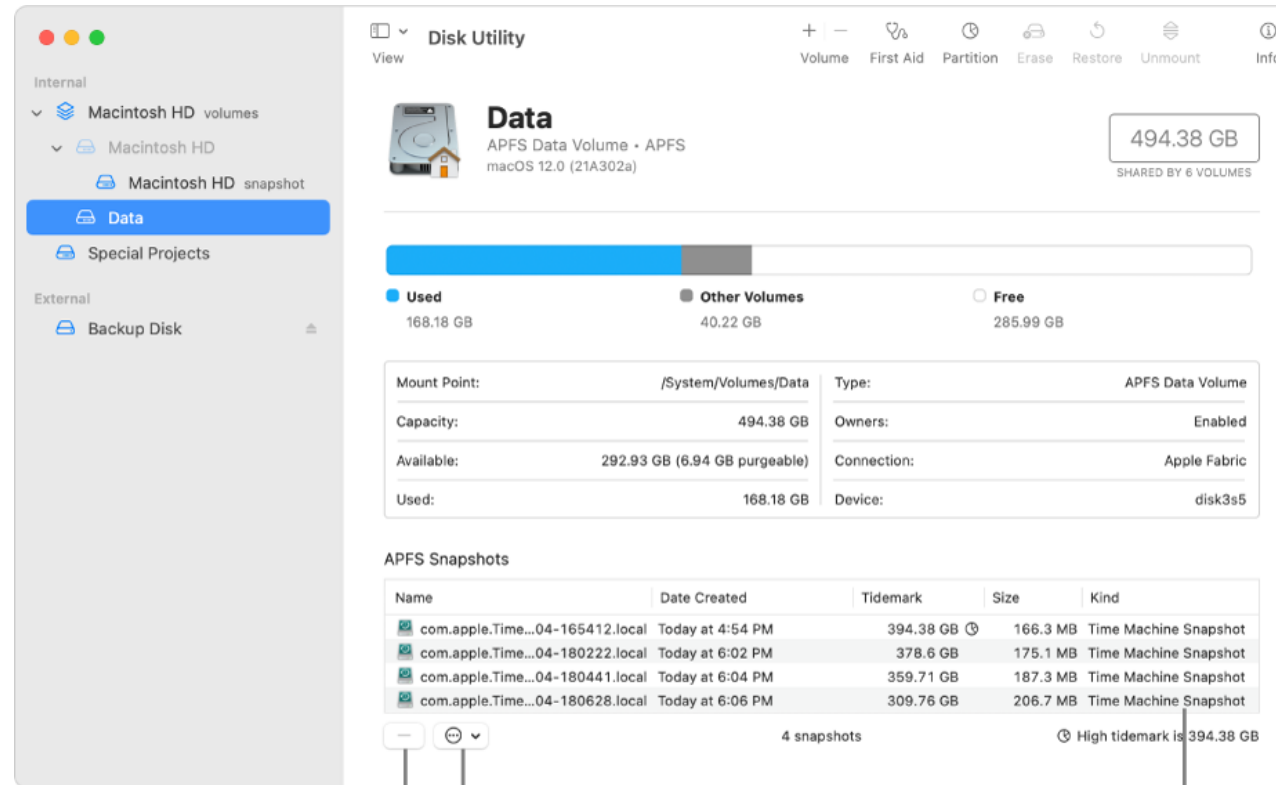 Disk Utility
View
Volume
First Aid
Partition
Erase
Restore
Unmount
Info
Internal
Macintosh HD volumes
Macintosh HD
Macintosh HD snapshot
Data
Special Projects
External
Backup Disk
Data
APFS Data Volume • APFS
macOS 12.0 (21A302a)
494.38 GB
SHARED BY 6 VOLUMES
Used
168.18 GB
Other Volumes
40.22 GB
Free
285.99 GB
Mount Point: /System/Volumes/Data
Type: APFS Data Volume
Capacity: 494.38 GB
Owners: Enabled
Available: 292.93 GB (6.94 GB purgeable)
Connection: Apple Fabric
Used: 168.18 GB
Device: disk3s5
APFS Snapshots
Name Date Created Tidemark Size Kind
com.apple.Time...04-165412.local Today at 4:54 PM 394.38 GB 166.3 MB Time Machine Snapshot
com.apple.Time...04-180222.local Today at 6:02 PM 378.6 GB 175.1 MB Time Machine Snapshot
com.apple.Time...04-180441.local Today at 6:04 PM 359.71 GB 187.3 MB Time Machine Snapshot
com.apple.Time...04-180628.local Today at 6:06 PM 309.76 GB 206.7 MB Time Machine Snapshot
4 snapshots
High tidemark is 394.38 GB